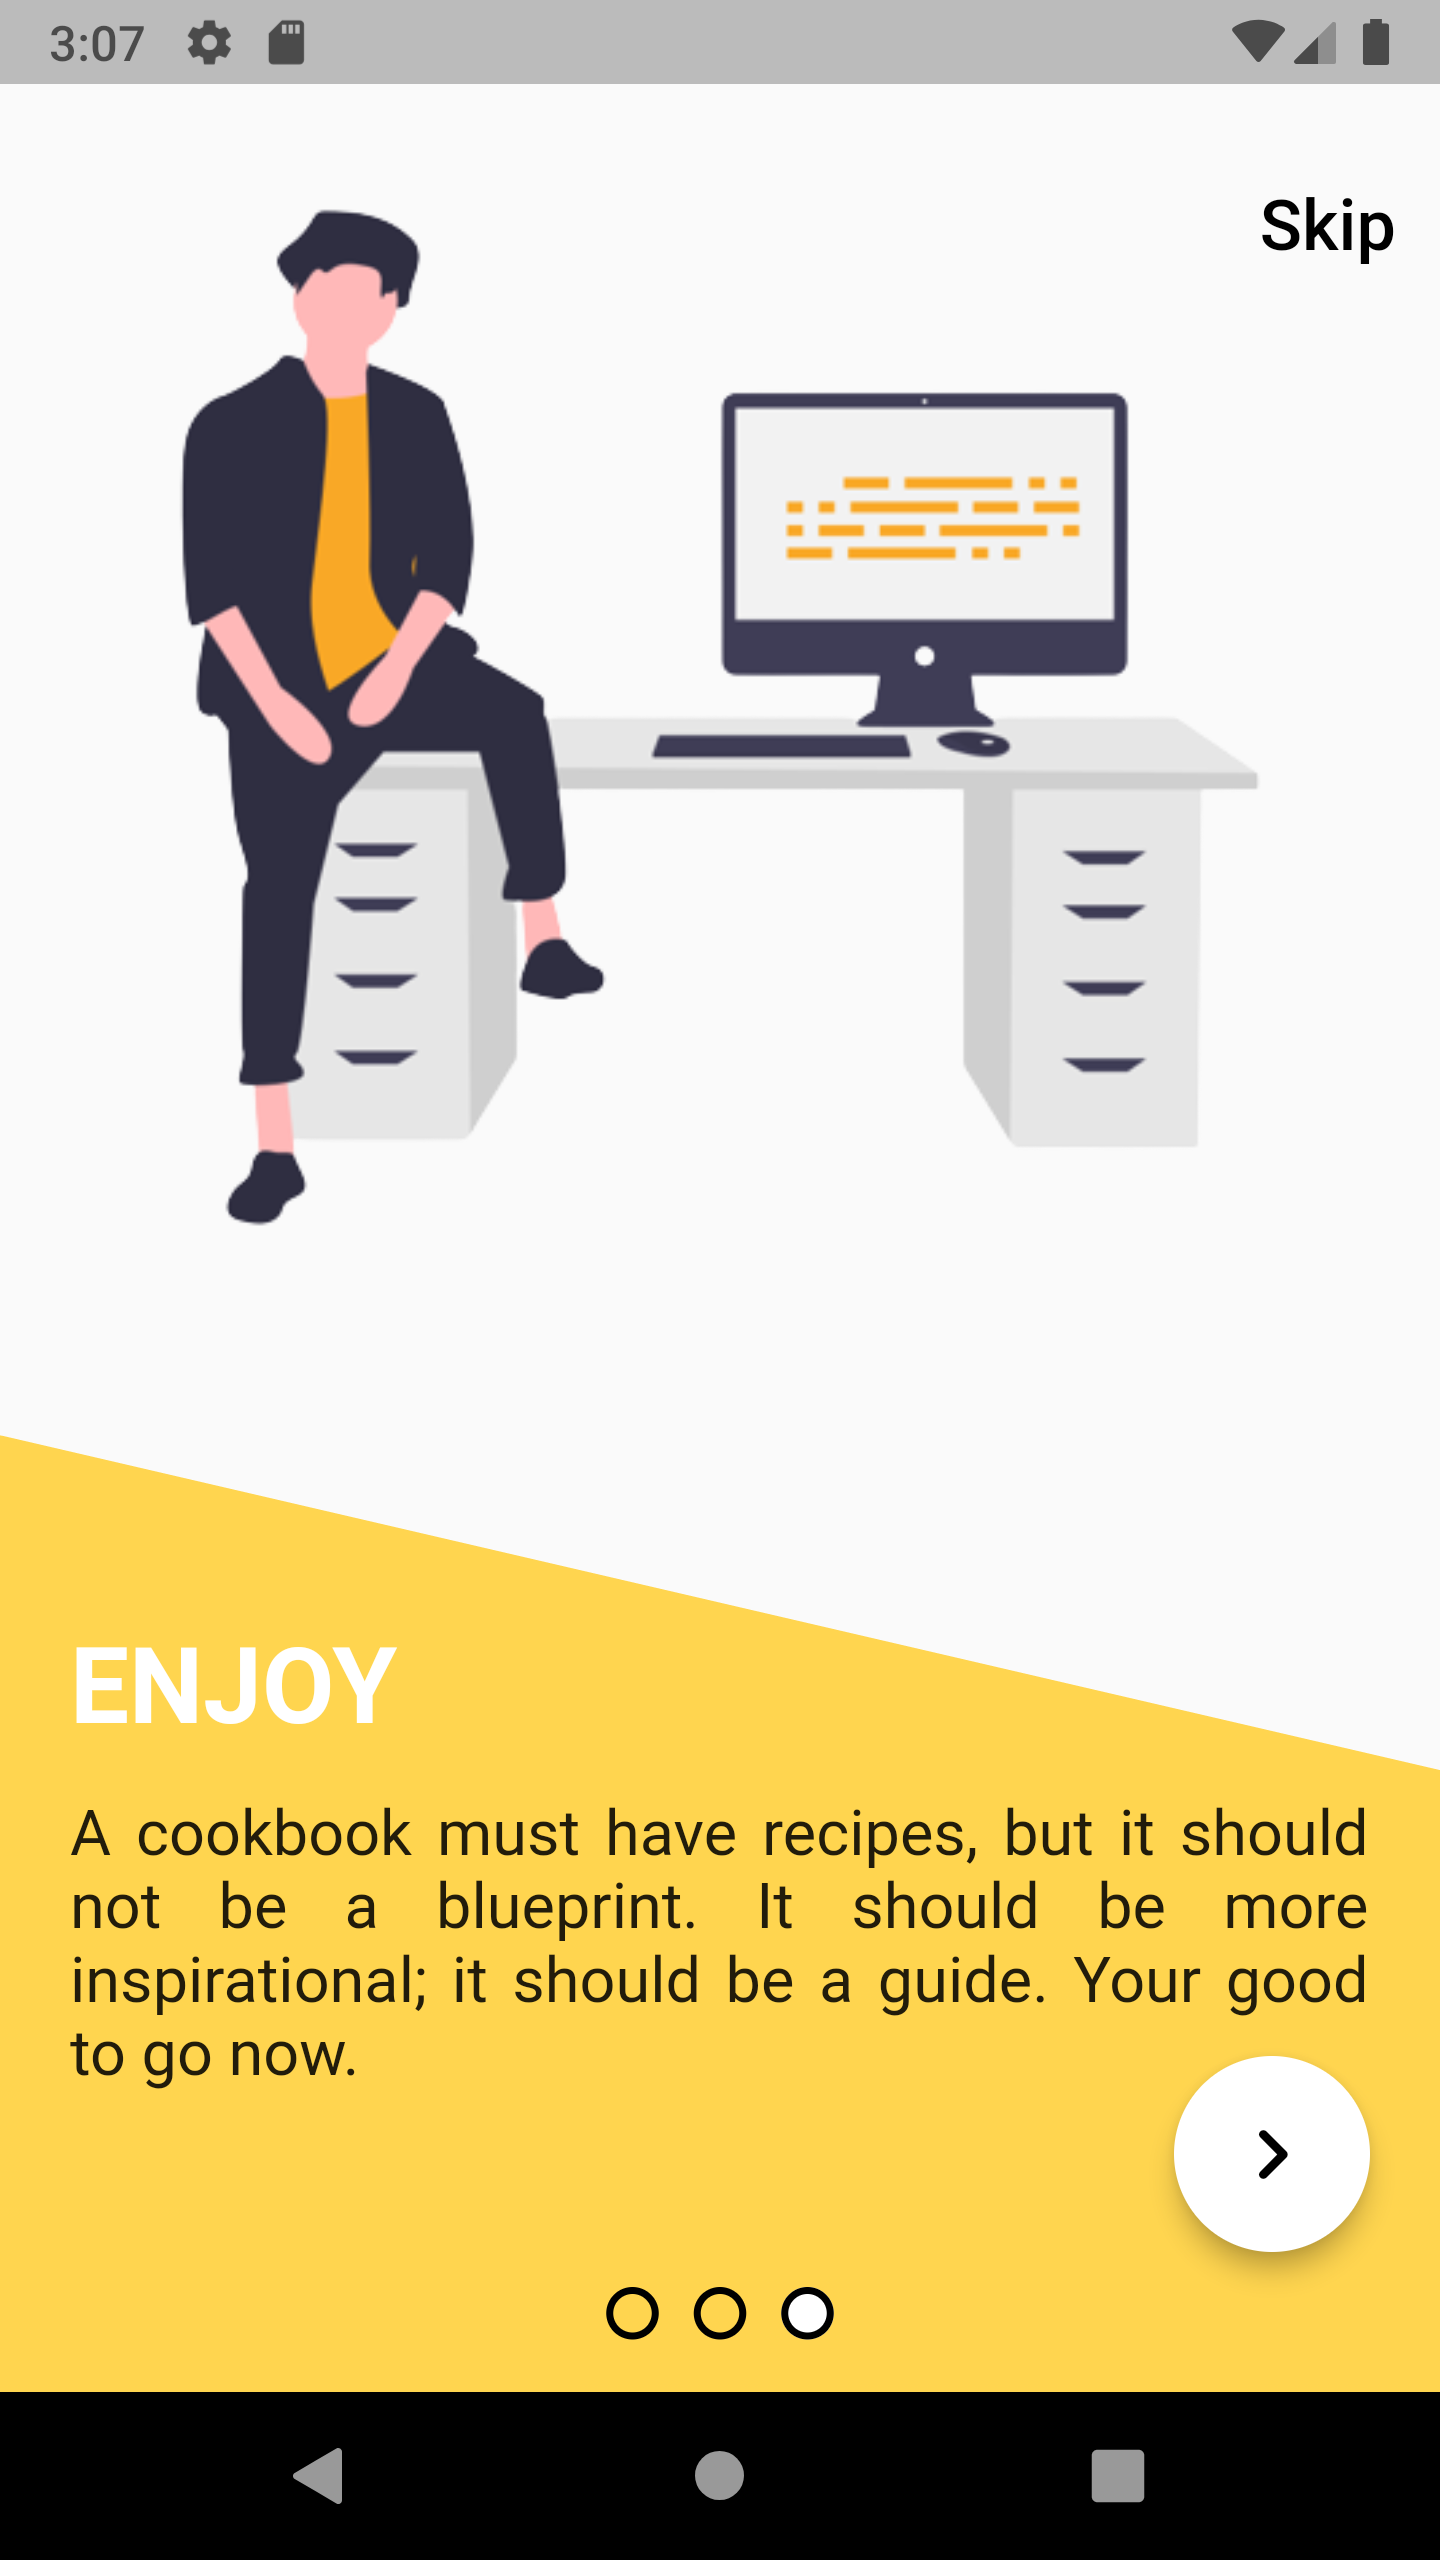 3:07
Skip
ENJOY
A cookbook must have recipes, but it should
not be a blueprint. It should be more
inspirational; it should be a guide. Your good
to go now.